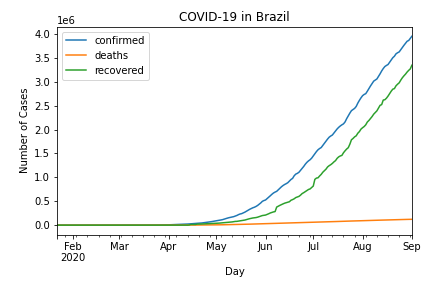 COVID-19 in Brazil
1e6
confirmed
deaths
recovered
4.0
3.5
3.0
2.5
2.0
1.5
1.0
0.5
0.0
Number of Cases
Feb Mar Apr May Jun Jul Aug Sep
2020
Day